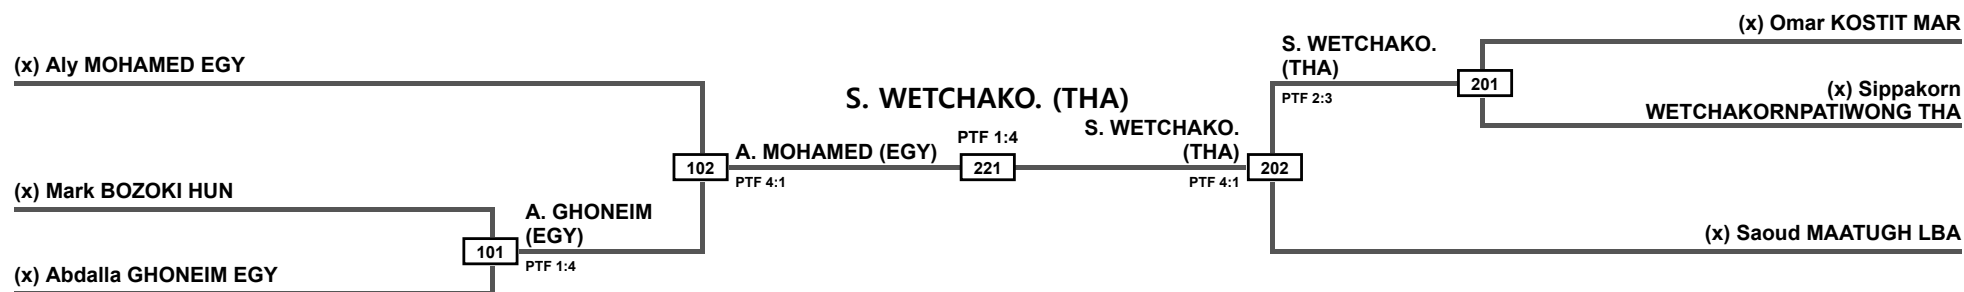 (x) Aly MOHAMED EGY
(x) Mark BOZOKI HUN
(x) Abdalla GHONEIM EGY
101
A. GHONEIM
(EGY)
PTF 1:4
102
A. MOHAMED (EGY)
PTF 4:1
S. WETCHAKO. (THA)
PTF 1:4
221
S. WETCHAKO.
(THA)
PTF 4:1
202
S. WETCHAKO.
(THA)
PTF 2:3
201
(x) Omar KOSTIT MAR
(x) Sippakorn
WETCHAKORNPATIWONG THA
(x) Saoud MAATUGH LBA